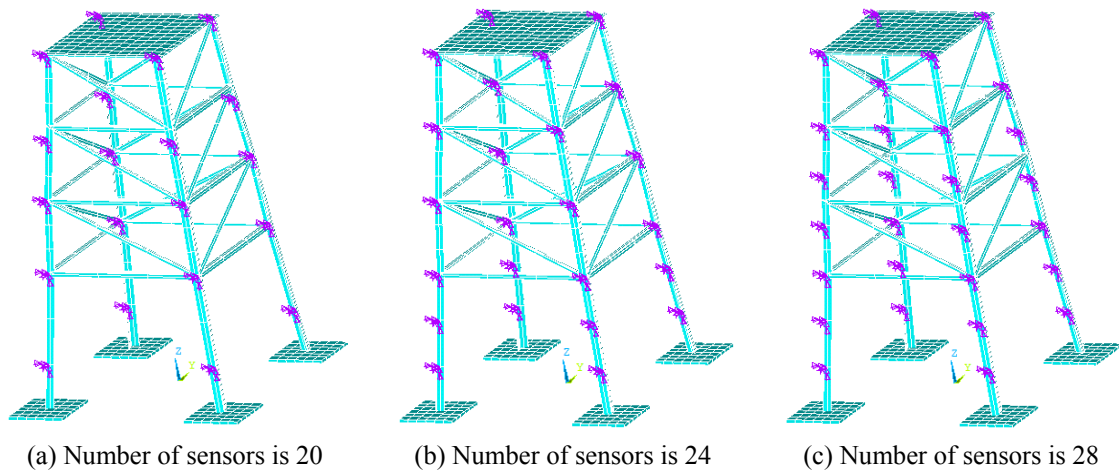 Z
Y
Z
Y
Z
Y
(a) Number of sensors is 20
(b) Number of sensors is 24
(c) Number of sensors is 28